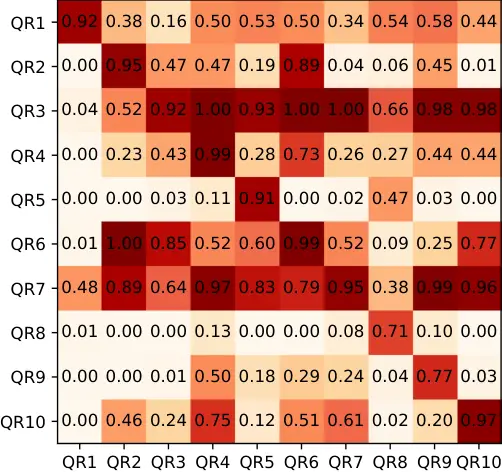 QR1 0.92 0.38 0.16 0.50 0.53 0.50 0.34 0.54 0.58 0.44
QR2 0.00 0.95 0.47 0.47 0.19 0.89 0.04 0.06 0.45 0.01
QR3 0.04 0.52 0.92 1.00 0.93 1.00 1.00 0.66 0.98 0.98
QR4 0.00 0.23 0.43 0.99 0.28 0.73 0.26 0.27 0.44 0.44
QR5 0.00 0.00 0.03 0.11 0.91 0.00 0.02 0.47 0.03 0.00
QR6 0.01 1.00 0.85 0.52 0.60 0.99 0.52 0.09 0.25 0.77
QR7 0.48 0.89 0.64 0.97 0.83 0.79 0.95 0.38 0.99 0.96
QR8 0.01 0.00 0.00 0.13 0.00 0.00 0.08 0.71 0.10 0.00
QR9 0.00 0.00 0.01 0.50 0.18 0.29 0.24 0.04 0.77 0.03
QR10 0.00 0.46 0.24 0.75 0.12 0.51 0.61 0.02 0.20 0.97
QR1 QR2 QR3 QR4 QR5 QR6 QR7 QR8 QR9 QR10